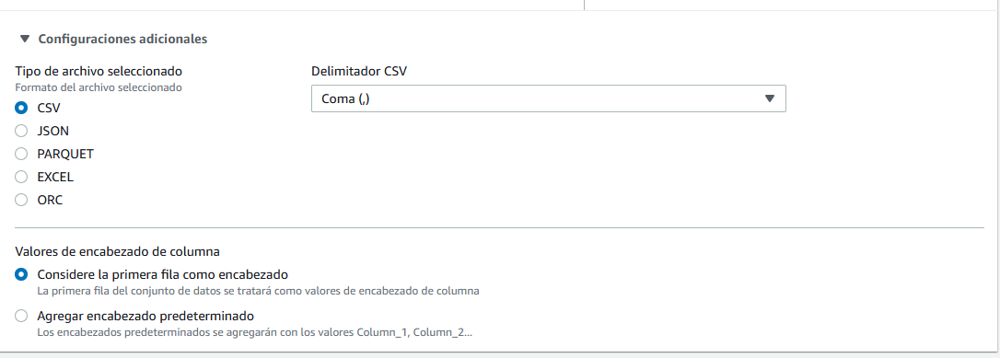 Configuraciones adicionales
Tipo de archivo seleccionado
Formato del archivo seleccionado
CSV
JSON
PARQUET
EXCEL
ORC
Delimitador CSV
Coma (,)
Valores de encabezado de columna
Considere la primera fila como encabezado
La primera fila del conjunto de datos se tratará como valores de encabezado de columna
Agregar encabezado predeterminado
Los encabezados predeterminados se agregarán con los valores Column_1, Column_2...